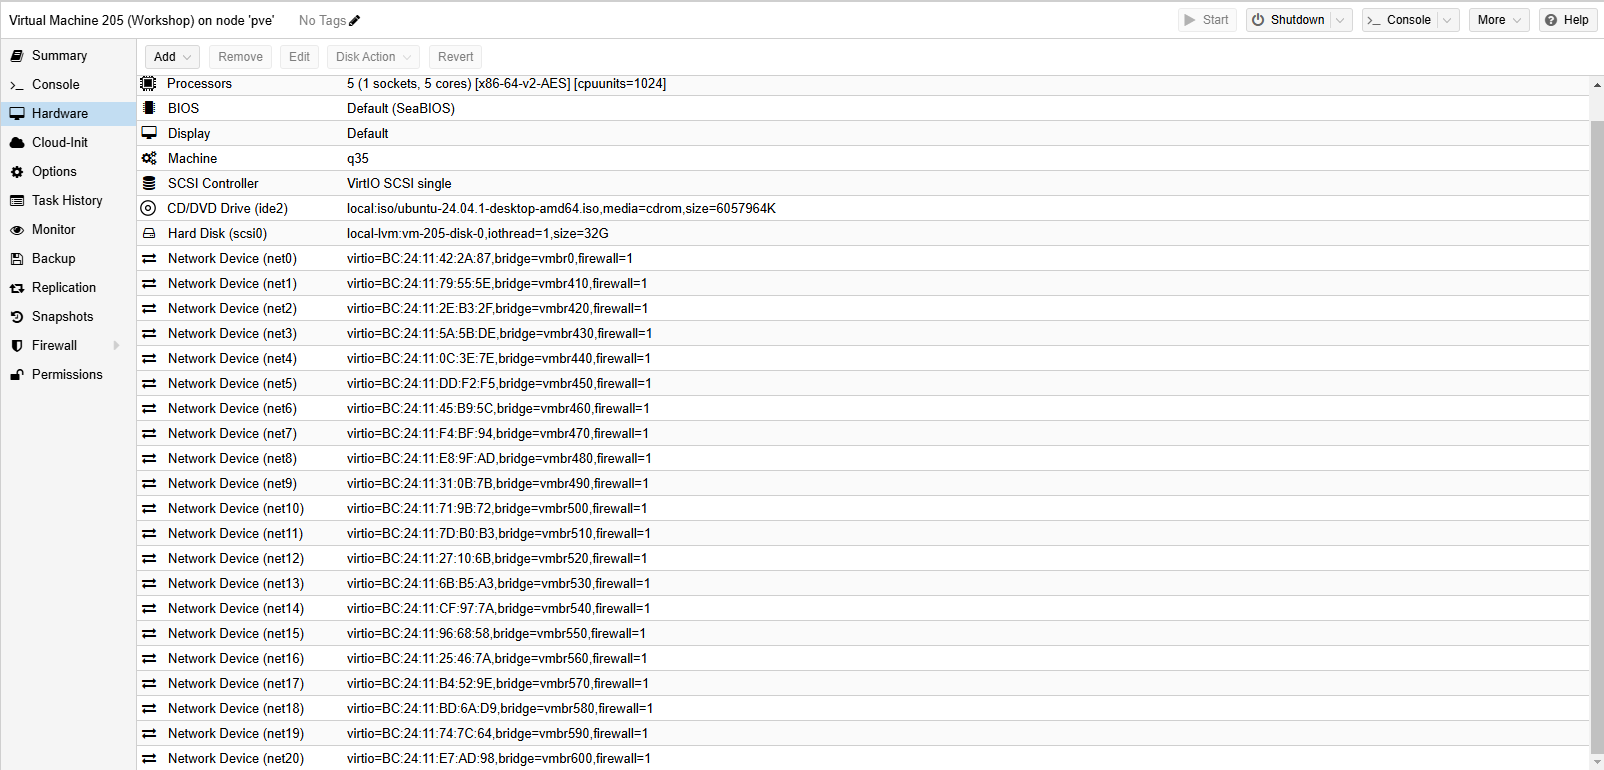 Virtual Machine 205 (Workshop) on node 'pve' No Tags Start Shutdown Console More Help
Summary
Console
Hardware
Cloud-Init
Options
Task History
Monitor
Backup
Replication
Snapshots
Firewall
Permissions
Add Remove Edit Disk Action Revert
Processors 5 (1 sockets, 5 cores) [x86-64-v2-AES] [cpuunits=1024]
BIOS Default (SeaBIOS)
Display Default
Machine q35
SCSI Controller VirtIO SCSI single
CD/DVD Drive (ide2) local:iso/ubuntu-24.04.1-desktop-amd64.iso,media=cdrom,size=6057964K
Hard Disk (scsi0) local-lvm:vm-205-disk-0,iothread=1,size=32G
Network Device (net0) virtio=BC:24:11:42:2A:87,bridge=vmbr0,firewall=1
Network Device (net1) virtio=BC:24:11:79:55:5E,bridge=vmbr410,firewall=1
Network Device (net2) virtio=BC:24:11:2E:B3:2F,bridge=vmbr420,firewall=1
Network Device (net3) virtio=BC:24:11:5A:5B:DE,bridge=vmbr430,firewall=1
Network Device (net4) virtio=BC:24:11:0C:3E:7E,bridge=vmbr440,firewall=1
Network Device (net5) virtio=BC:24:11:DD:F2:F5,bridge=vmbr450,firewall=1
Network Device (net6) virtio=BC:24:11:45:B9:5C,bridge=vmbr460,firewall=1
Network Device (net7) virtio=BC:24:11:F4:BF:94,bridge=vmbr470,firewall=1
Network Device (net8) virtio=BC:24:11:E8:9F:AD,bridge=vmbr480,firewall=1
Network Device (net9) virtio=BC:24:11:31:0B:7B,bridge=vmbr490,firewall=1
Network Device (net10) virtio=BC:24:11:71:9B:72,bridge=vmbr500,firewall=1
Network Device (net11) virtio=BC:24:11:7D:B0:B3,bridge=vmbr510,firewall=1
Network Device (net12) virtio=BC:24:11:27:10:6B,bridge=vmbr520,firewall=1
Network Device (net13) virtio=BC:24:11:6B:B5:A3,bridge=vmbr530,firewall=1
Network Device (net14) virtio=BC:24:11:CF:97:7A,bridge=vmbr540,firewall=1
Network Device (net15) virtio=BC:24:11:96:68:58,bridge=vmbr550,firewall=1
Network Device (net16) virtio=BC:24:11:25:46:7A,bridge=vmbr560,firewall=1
Network Device (net17) virtio=BC:24:11:B4:52:9E,bridge=vmbr570,firewall=1
Network Device (net18) virtio=BC:24:11:BD:6A:D9,bridge=vmbr580,firewall=1
Network Device (net19) virtio=BC:24:11:74:7C:64,bridge=vmbr590,firewall=1
Network Device (net20) virtio=BC:24:11:E7:AD:98,bridge=vmbr600,firewall=1